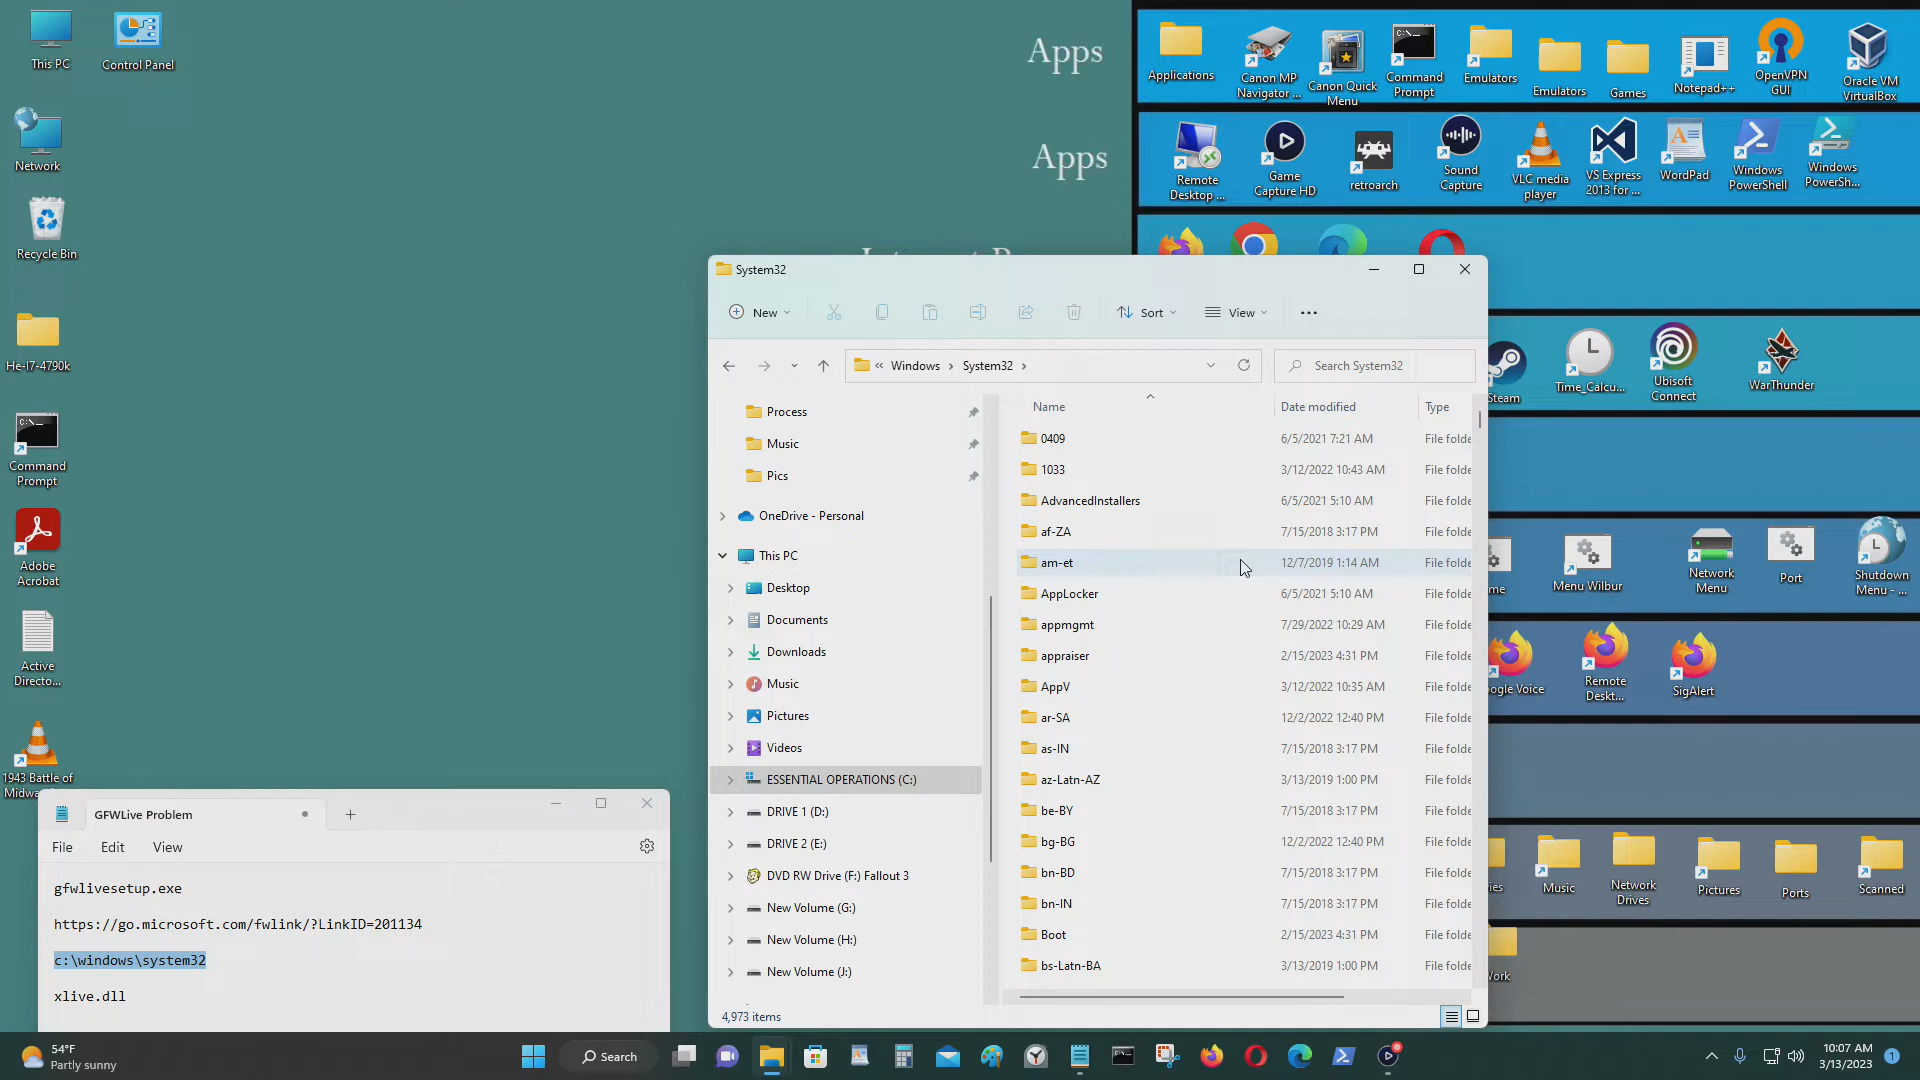 This PC
Control Panel
Network
Recycle Bin
He-I7-4790k
Command
Prompt
Adobe
Acrobat
Active
Directo...
1943 Battle of
Apps
Apps
Applications
Canon MP
Navigator ...
Canon Quick
Menu
Command
Prompt
Emulators
Emulators
Games
Notepad++
OpenVPN
GUI
Oracle VM
VirtualBox
Remote
Desktop ...
Game
Capture HD
retroarch
Sound
Capture
VLC media
player
VS Express
2013 for ...
WordPad
Windows
PowerShell
Windows
PowerSh...
Steam
Time_Calcu...
Ubisoft
Connect
WarThunder
Menu Wilbur
Network
Menu
Port
Shutdown
Menu - ...
Remote
Deskt...
SigAlert
Music
Network
Drives
Pictures
Ports
Scanned
System32
New
Sort
View
Windows
System32
Search System32
Process
Music
Pics
OneDrive - Personal
This PC
Desktop
Documents
Downloads
Music
Pictures
Videos
ESSENTIAL OPERATIONS (C:)
DRIVE 1 (D:)
DRIVE 2 (E:)
DVD RW Drive (F:) Fallout 3
New Volume (G:)
New Volume (H:)
New Volume (J:)
Name Date modified Type
0409 6/5/2021 7:21 AM File folde
1033 3/12/2022 10:43 AM File folde
AdvancedInstallers 6/5/2021 5:10 AM File folde
af-ZA 7/15/2018 3:17 PM File folde
am-et 12/7/2019 1:14 AM File folde
AppLocker 6/5/2021 5:10 AM File folde
appmgmt 7/29/2022 10:29 AM File folde
appraiser 2/15/2023 4:31 PM File folde
AppV 3/12/2022 10:35 AM File folde
ar-SA 12/2/2022 12:40 PM File folde
as-IN 7/15/2018 3:17 PM File folde
az-Latn-AZ 3/13/2019 1:00 PM File folde
be-BY 7/15/2018 3:17 PM File folde
bg-BG 12/2/2022 12:40 PM File folde
bn-BD 7/15/2018 3:17 PM File folde
bn-IN 7/15/2018 3:17 PM File folde
Boot 2/15/2023 4:31 PM File folde
bs-Latn-BA 3/13/2019 1:00 PM File folde
4,973 items
GFWLive Problem
File Edit View
gfwlivesetup.exe
https://go.microsoft.com/fwlink/?LinkID=201134
c:\windows\system32
xlive.dll
54°F
Partly sunny
Search
10:07 AM
3/13/2023
1